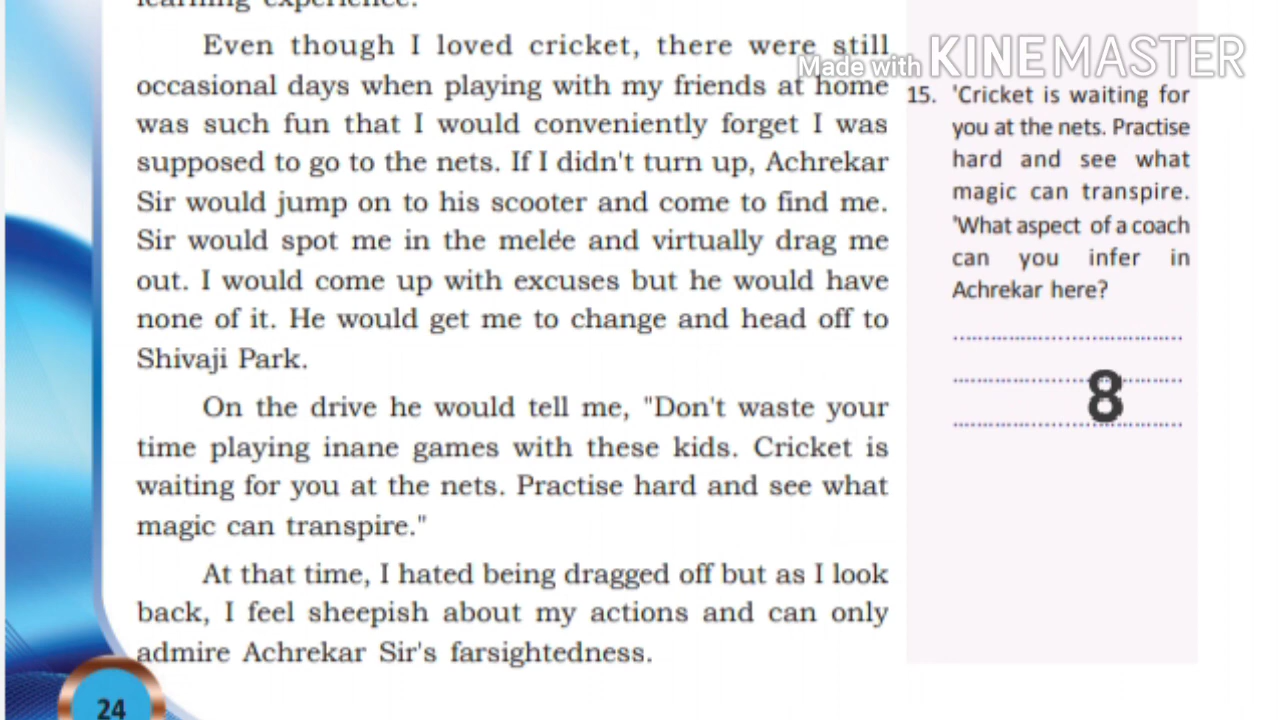 Even though I loved cricket, there were still
occasional days when playing with my friends at home
was such fun that I would conveniently forget I was
supposed to go to the nets. If I didn't turn up, Achrekar
Sir would jump on to his scooter and come to find me.
Sir would spot me in the melée and virtually drag me
out. I would come up with excuses but he would have
none of it. He would get me to change and head off to
Shivaji Park.
On the drive he would tell me, "Don't waste your
time playing inane games with these kids. Cricket is
waiting for you at the nets. Practise hard and see what
magic can transpire."
At that time, I hated being dragged off but as I look
back, I feel sheepish about my actions and can only
admire Achrekar Sir's farsightedness.
24
Made with KINEMASTER
15. 'Cricket is waiting for
you at the nets. Practise
hard and see what
magic can transpire.
'What aspect of a coach
can you infer in
Achrekar here?
8